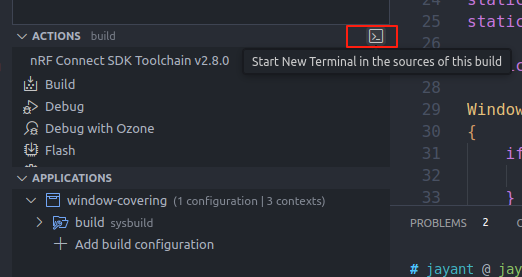 24 static
ACTIONS build
25 static
26
nRF Connect SDK Toolchain v2.8.0
Start New Terminal in the sources of this build
Build
28
Debug
29 Window
Debug with Ozone
30 {
Flash
31 if
32
APPLICATIONS
33 }
window-covering (1 configuration | 3 contexts)
build sysbuild
PROBLEMS 2
Add build configuration
# jayant @ jay